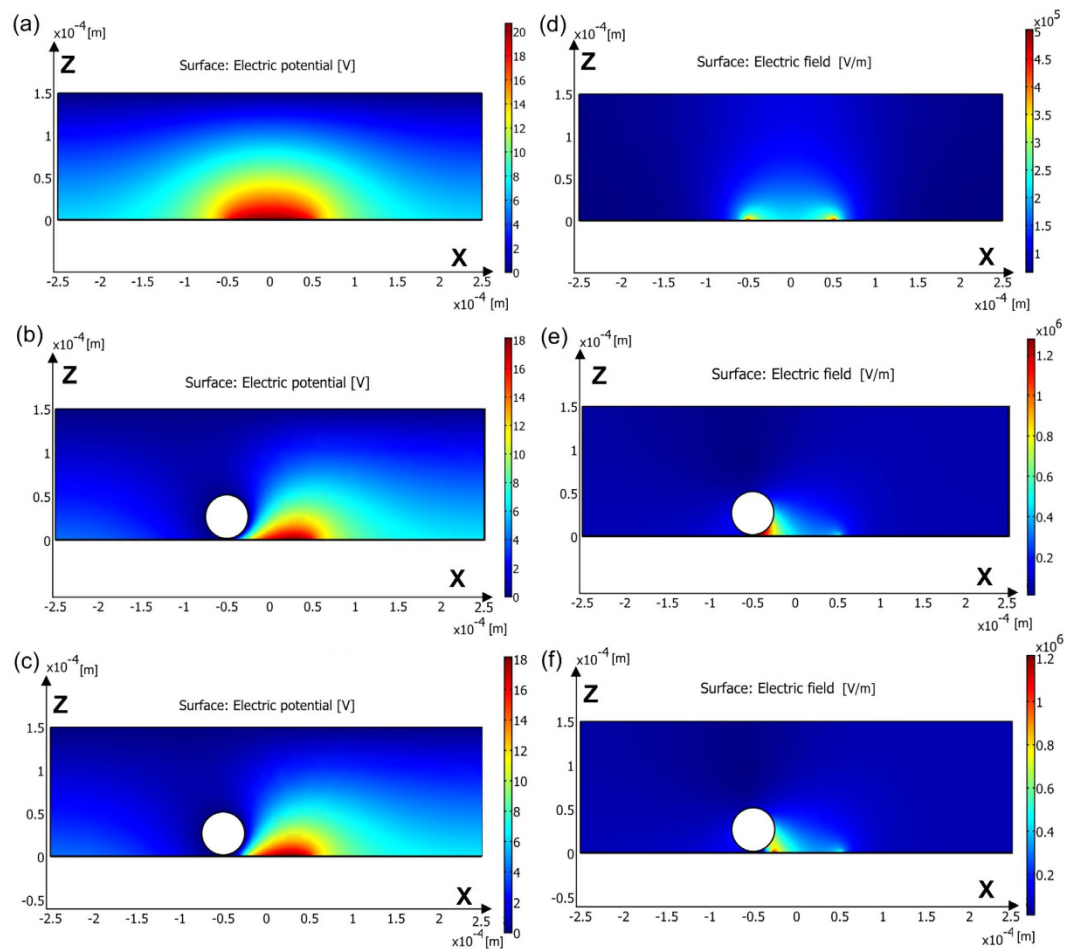 (a)
x10⁻⁴ [m]
Z
Surface: Electric potential [V]
1.5
1
0.5
0
X
-2.5 -2 -1.5 -1 -0.5 0 0.5 1 1.5 2 2.5
x10⁻⁴ [m]
20
18
16
14
12
10
8
6
4
2
0
(d)
x10⁻⁴ [m]
Z
Surface: Electric field [V/m]
1.5
1
0.5
0
X
-2.5 -2 -1.5 -1 -0.5 0 0.5 1 1.5 2 2.5
x10⁻⁴ [m]
x10⁵
5
4.5
4
3.5
3
2.5
2
1.5
1
(b)
x10⁻⁴ [m]
Z
Surface: Electric potential [V]
1.5
1
0.5
0
X
-2.5 -2 -1.5 -1 -0.5 0 0.5 1 1.5 2 2.5
x10⁻⁴ [m]
18
16
14
12
10
8
6
4
2
0
(e)
x10⁻⁴ [m]
Z
Surface: Electric field [V/m]
1.5
1
0.5
0
X
-2.5 -2 -1.5 -1 -0.5 0 0.5 1 1.5 2 2.5
x10⁻⁴ [m]
x10⁶
1.2
1
0.8
0.6
0.4
0.2
(c)
x10⁻⁴ [m]
Z
Surface: Electric potential [V]
1.5
1
0.5
0
-0.5
X
-2.5 -2 -1.5 -1 -0.5 0 0.5 1 1.5 2 2.5
x10⁻⁴ [m]
18
16
14
12
10
8
6
4
2
0
(f)
x10⁻⁴ [m]
Z
Surface: Electric field [V/m]
1.5
1
0.5
0
-0.5
X
-2.5 -2 -1.5 -1 -0.5 0 0.5 1 1.5 2 2.5
x10⁻⁴ [m]
x10⁶
1.2
1
0.8
0.6
0.4
0.2